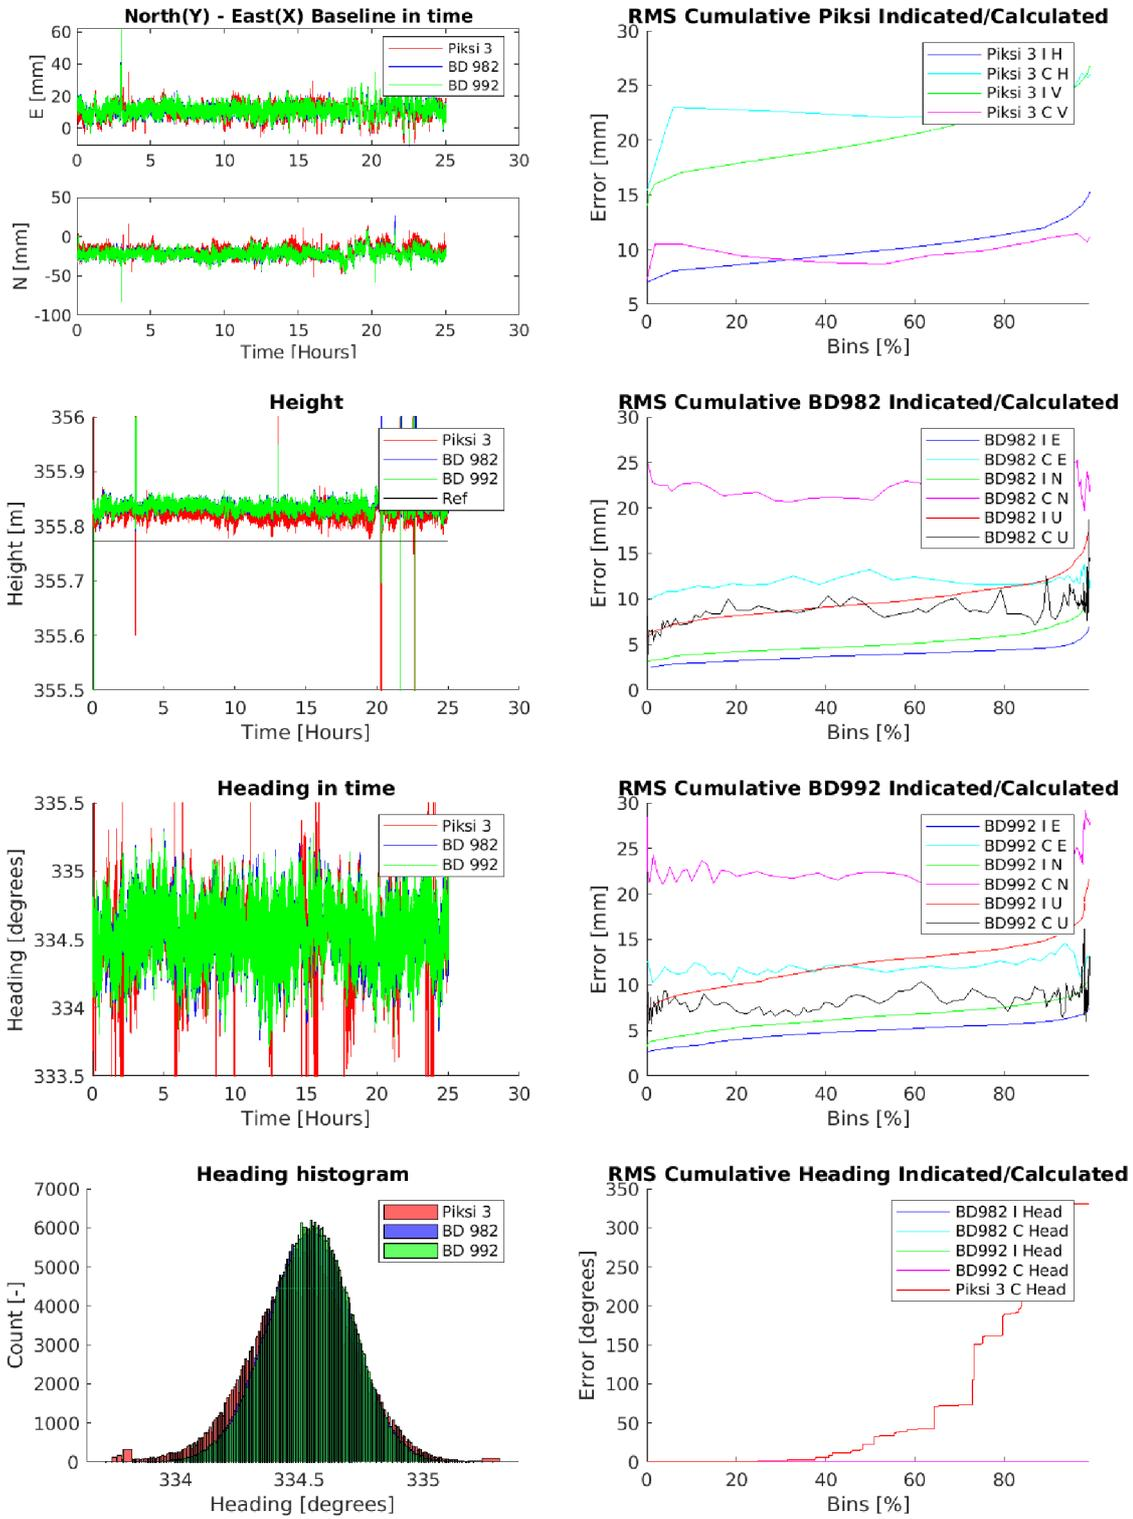 North(Y) - East(X) Baseline in time
60
40
20
0
E [mm]
Piksi 3
BD 982
BD 992
0 5 10 15 20 25 30
50
0
-50
-100
N [mm]
0 5 10 15 20 25 30
Time [Hours]
RMS Cumulative Piksi Indicated/Calculated
30
25
20
15
10
5
Error [mm]
Piksi 3 I H
Piksi 3 C H
Piksi 3 I V
Piksi 3 C V
0 20 40 60 80
Bins [%]
Height
356
355.9
355.8
355.7
355.6
355.5
Height [m]
Piksi 3
BD 982
BD 992
Ref
0 5 10 15 20 25 30
Time [Hours]
RMS Cumulative BD982 Indicated/Calculated
30
25
20
15
10
5
0
Error [mm]
BD982 I E
BD982 C E
BD982 I N
BD982 C N
BD982 I U
BD982 C U
0 20 40 60 80
Bins [%]
Heading in time
335.5
335
334.5
334
333.5
Heading [degrees]
Piksi 3
BD 982
BD 992
0 5 10 15 20 25 30
Time [Hours]
RMS Cumulative BD992 Indicated/Calculated
30
25
20
15
10
5
0
Error [mm]
BD992 I E
BD992 C E
BD992 I N
BD992 C N
BD992 I U
BD992 C U
0 20 40 60 80
Bins [%]
Heading histogram
7000
6000
5000
4000
3000
2000
1000
0
Count [-]
Piksi 3
BD 982
BD 992
334 334.5 335
Heading [degrees]
RMS Cumulative Heading Indicated/Calculated
350
300
250
200
150
100
50
0
Error [degrees]
BD982 I Head
BD982 C Head
BD992 I Head
BD992 C Head
Piksi 3 C Head
0 20 40 60 80
Bins [%]